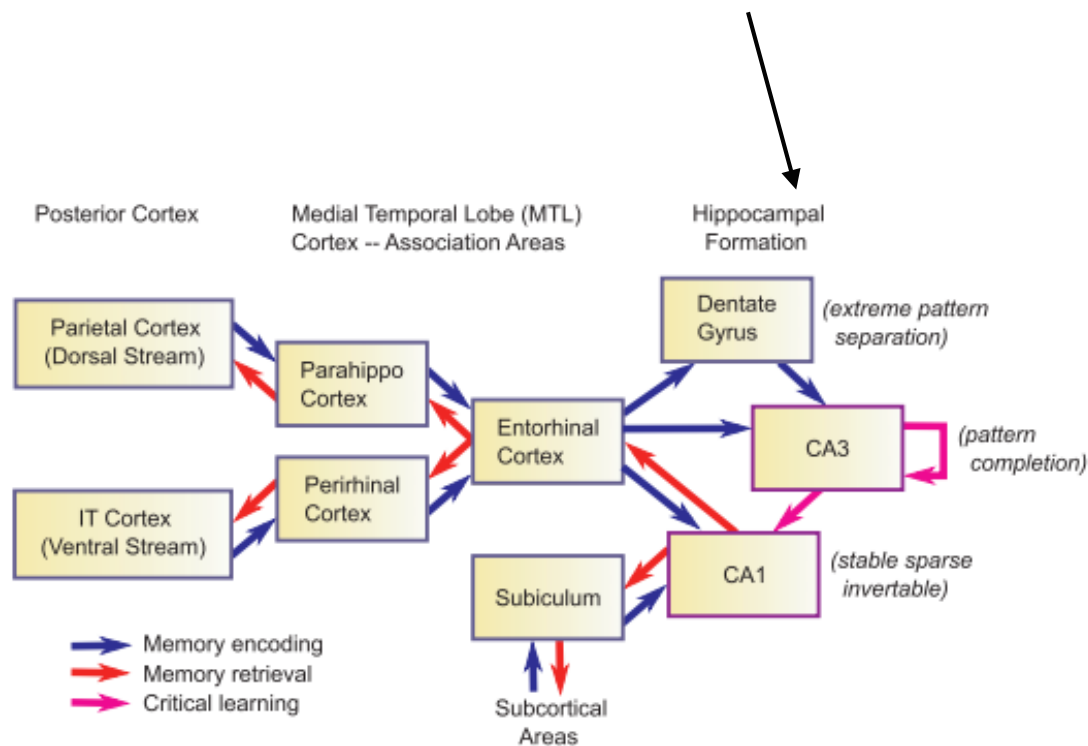 Posterior Cortex
Medial Temporal Lobe (MTL)
Cortex -- Association Areas
Hippocampal
Formation
Parietal Cortex
(Dorsal Stream)
Parahippo
Cortex
Dentate
Gyrus
(extreme pattern
separation)
Entorhinal
Cortex
CA3
(pattern
completion)
IT Cortex
(Ventral Stream)
Perirhinal
Cortex
Subiculum
CA1
(stable sparse
invertable)
Memory encoding
Memory retrieval
Critical learning
Subcortical
Areas